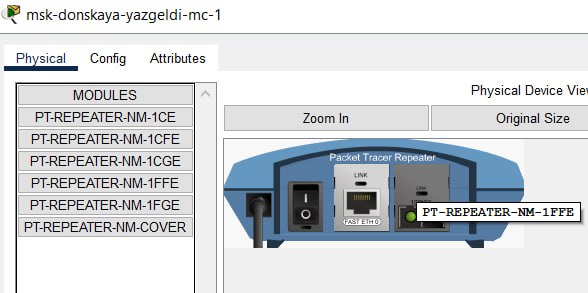 msk-donskaya-yazgeldi-mc-1
Physical Config Attributes
MODULES
PT-REPEATER-NM-1CE
PT-REPEATER-NM-1CFE
PT-REPEATER-NM-1CGE
PT-REPEATER-NM-1FFE
PT-REPEATER-NM-1FGE
PT-REPEATER-NM-COVER
Physical Device View
Zoom In
Original Size
Packet Tracer Repeater
LINK
LINK
FAST ETH 0
PT-REPEATER-NM-1FFE